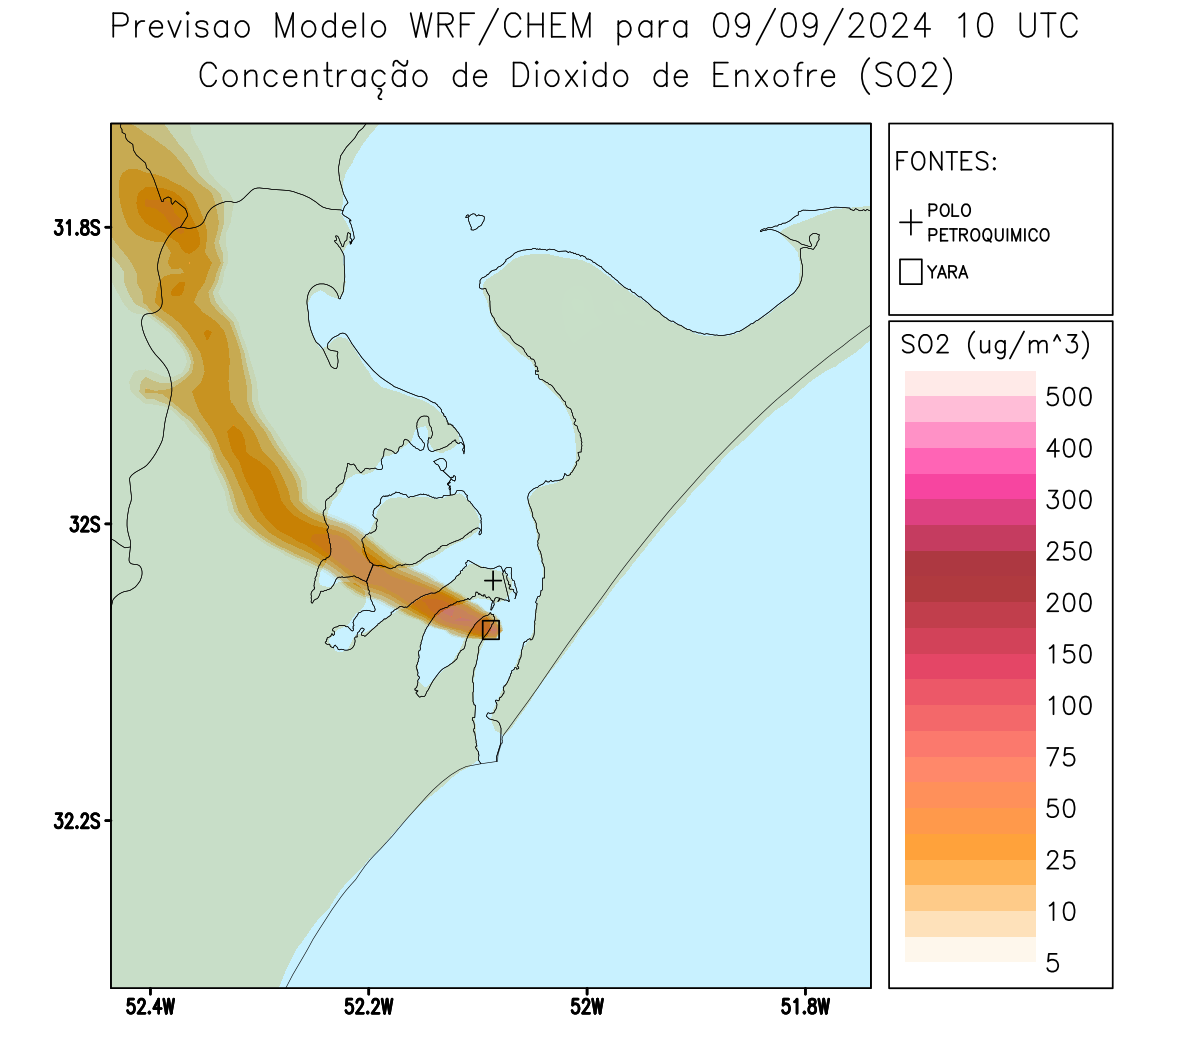 Previsao Modelo WRF/CHEM para 09/09/2024 10 UTC
Concentração de Dioxido de Enxofre (SO2)
FONTES:
POLO
PETROQUIMICO
YARA
SO2 (ug/m^3)
500
400
300
250
200
150
100
75
50
25
10
5
31.8S
32S
32.2S
52.4W
52.2W
52W
51.8W